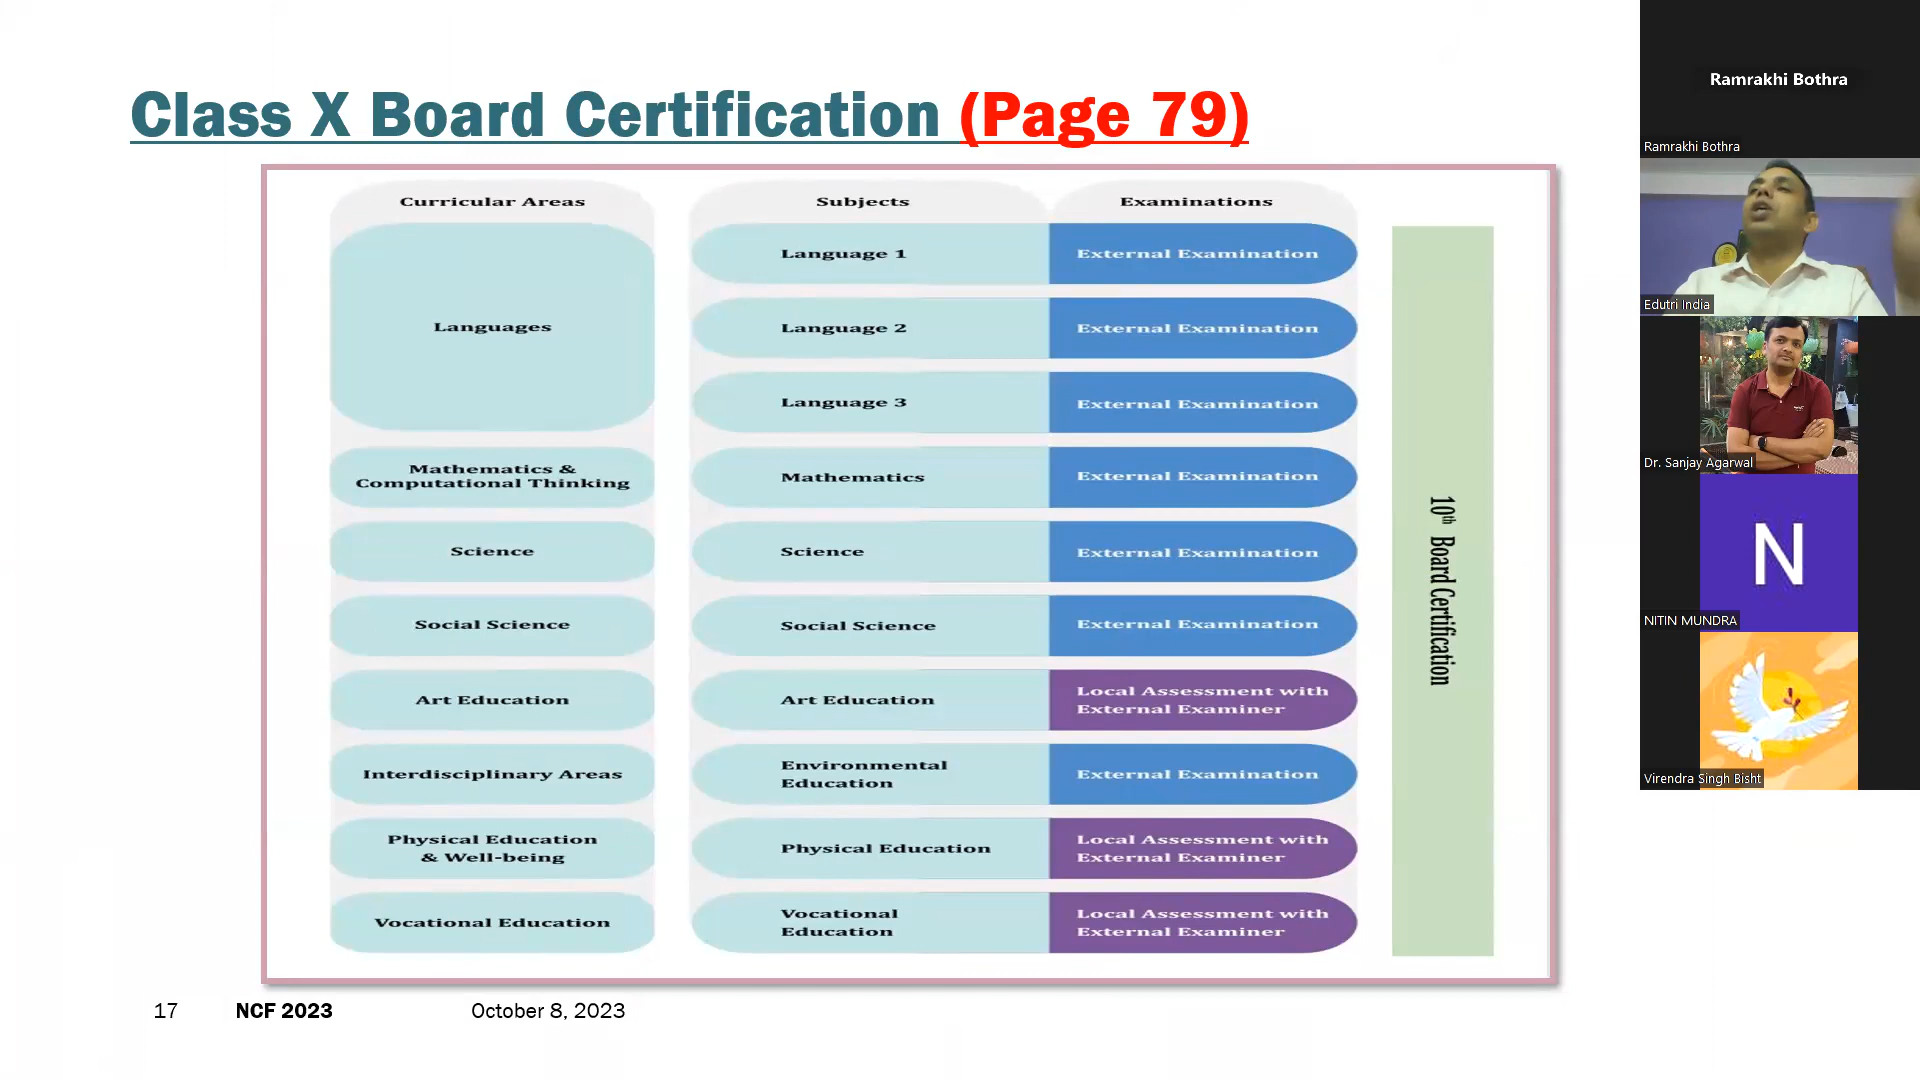 Class X Board Certification (Page 79)
Curricular Areas
Subjects
Examinations
Languages
Language 1
External Examination
Language 2
External Examination
Language 3
External Examination
Mathematics &
Computational Thinking
Mathematics
External Examination
Science
Science
External Examination
Social Science
Social Science
External Examination
Art Education
Art Education
Local Assessment with
External Examiner
Interdisciplinary Areas
Environmental
Education
External Examination
Physical Education
& Well-being
Physical Education
Local Assessment with
External Examiner
Vocational Education
Vocational
Education
Local Assessment with
External Examiner
10th Board Certification
17
NCF 2023
October 8, 2023
Ramrakhi Bothra
Ramrakhi Bothra
Edutri India
Dr. Sanjay Agarwal
N
NITIN MUNDRA
Virendra Singh Bisht